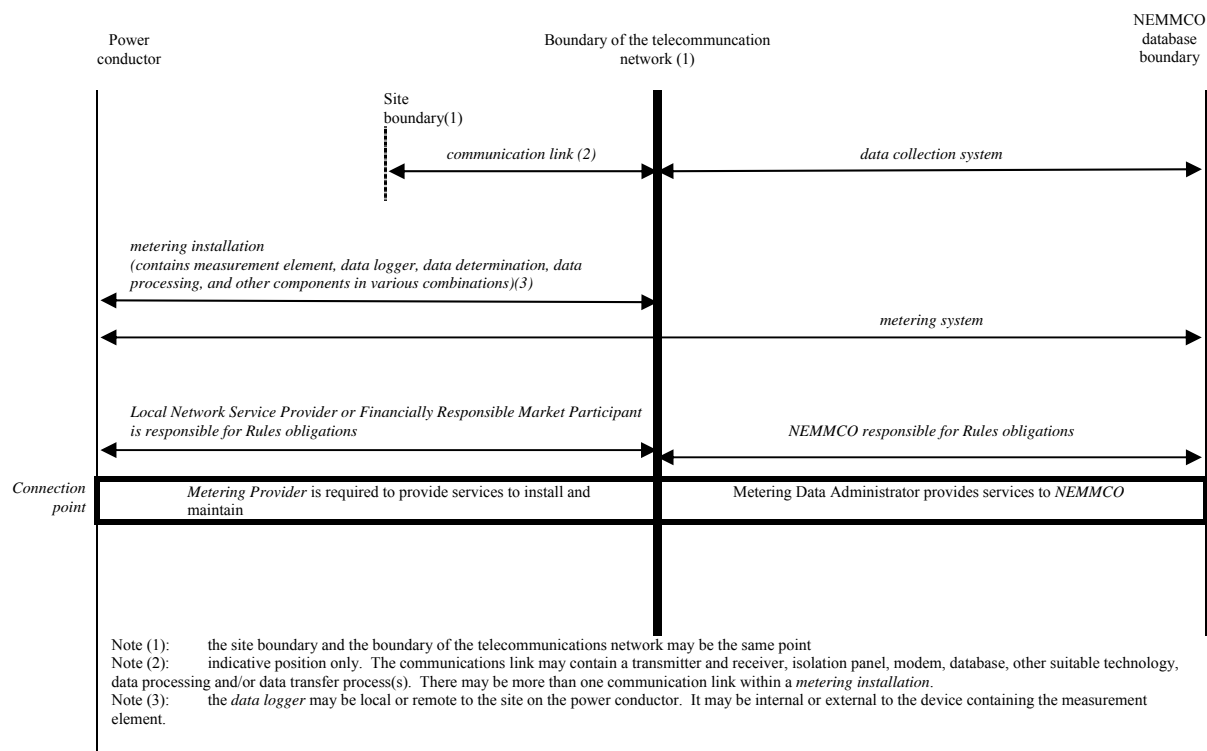 NEMMCO
database
boundary
Power
conductor
Boundary of the telecommuncation
network (1)
Site
boundary(1)
communication link (2)
data collection system
metering installation
(contains measurement element, data logger, data determination, data
processing, and other components in various combinations)(3)
metering system
Local Network Service Provider or Financially Responsible Market Participant
is responsible for Rules obligations
NEMMCO responsible for Rules obligations
Connection
point
Metering Provider is required to provide services to install and
maintain
Metering Data Administrator provides services to NEMMCO
Note (1): the site boundary and the boundary of the telecommunications network may be the same point
Note (2): indicative position only. The communications link may contain a transmitter and receiver, isolation panel, modem, database, other suitable technology,
data processing and/or data transfer process(s). There may be more than one communication link within a metering installation.
Note (3): the data logger may be local or remote to the site on the power conductor. It may be internal or external to the device containing the measurement
element.